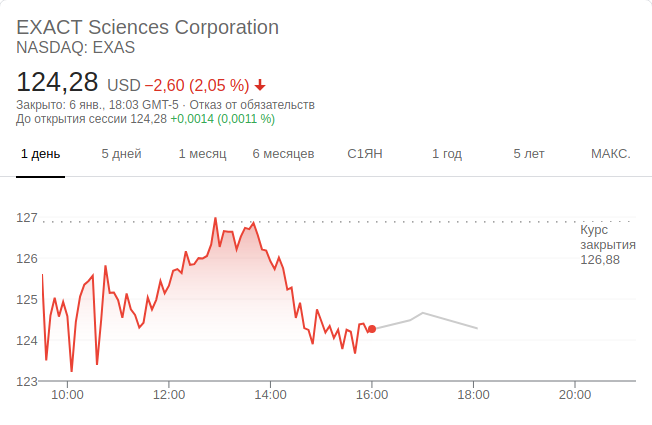 EXACT Sciences Corporation
NASDAQ: EXAS
124,28 USD −2,60 (2,05 %)
Закрыто: 6 янв., 18:03 GMT-5 · Отказ от обязательств
До открытия сессии 124,28 +0,0014 (0,0011 %)
1 день 5 дней 1 месяц 6 месяцев С1ЯН 1 год 5 лет МАКС.
127
Курс
закрытия
126,88
126
125
124
123
10:00 12:00 14:00 16:00 18:00 20:00